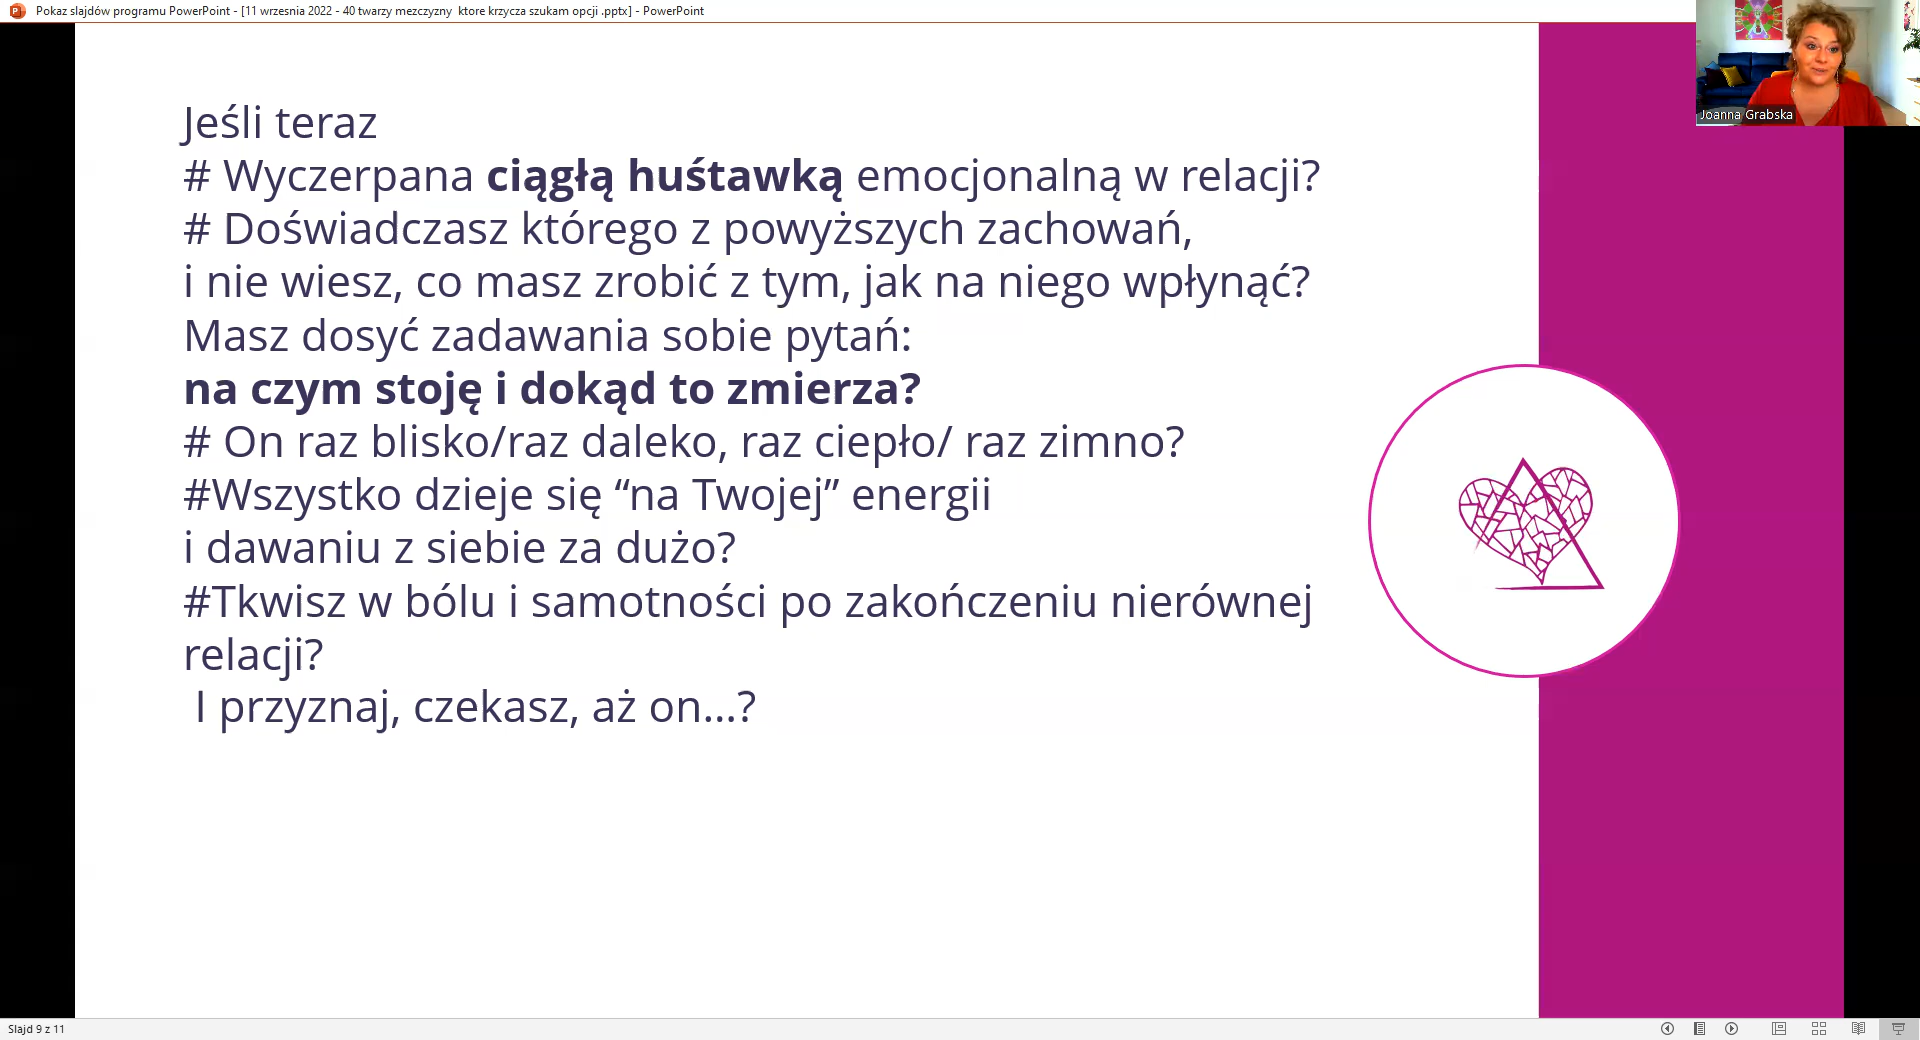 Pokaz slajdów programu PowerPoint - [11 wrzesnia 2022 - 40 twarzy mezczyzny  ktore krzycza szukam opcji .pptx] - PowerPoint
Joanna Grabska
Jeśli teraz
# Wyczerpana ciągłą huśtawką emocjonalną w relacji?
# Doświadczasz którego z powyższych zachowań,
i nie wiesz, co masz zrobić z tym, jak na niego wpłynąć?
Masz dosyć zadawania sobie pytań:
na czym stoję i dokąd to zmierza?
# On raz blisko/raz daleko, raz ciepło/ raz zimno?
#Wszystko dzieje się “na Twojej” energii
i dawaniu z siebie za dużo?
#Tkwisz w bólu i samotności po zakończeniu nierównej
relacji?
I przyznaj, czekasz, aż on...?
Slajd 9 z 11